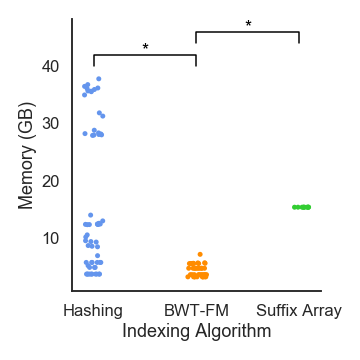 *
*
40
30
20
10
Memory (GB)
Hashing BWT-FM Suffix Array
Indexing Algorithm